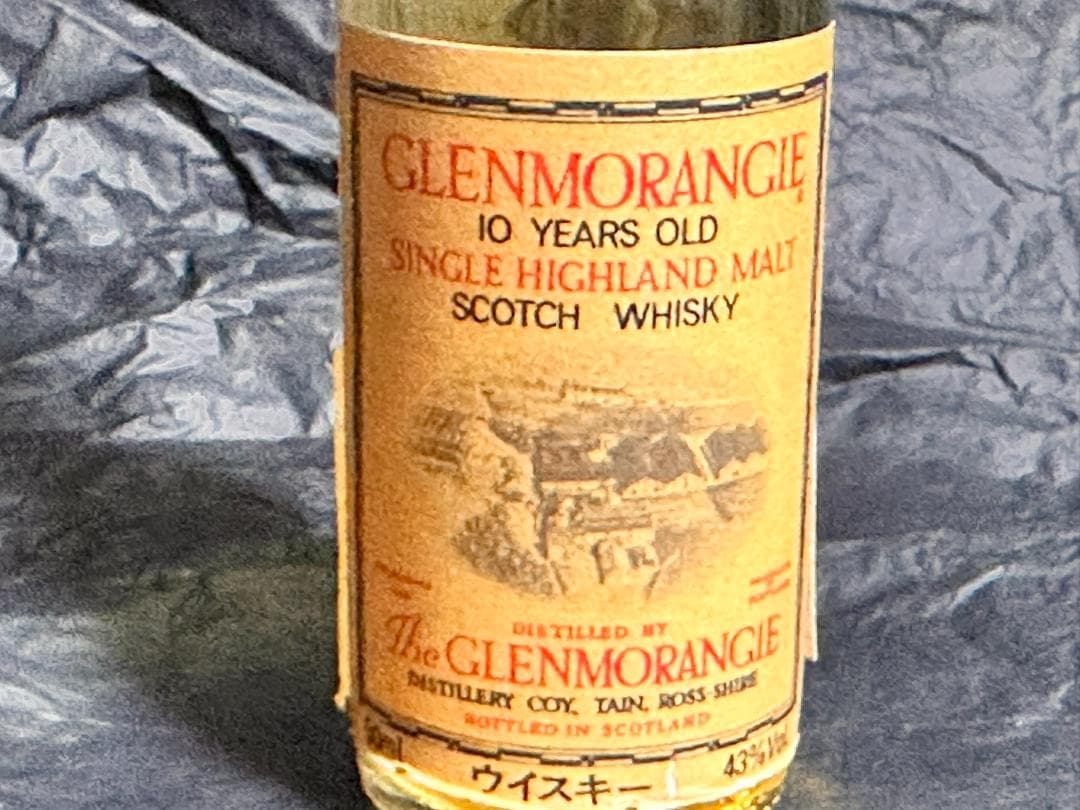 GLENMORANGIE
10 YEARS OLD
SINGLE HIGHLAND MALT
SCOTCH WHISKY
DISTILLED BY
The GLENMORANGIE
DISTILLERY COY, TAIN, ROSS-SHIRE
BOTTLED IN SCOTLAND
43%Vol
ウイスキー